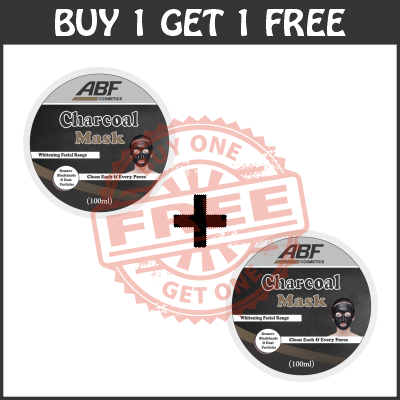 BUY 1 GET 1 FREE
ABF
COSMETICS
Charcoal
Mask
Whitening Facial Range
Remove
Blackheads
& Dust
Particles
Clean Each & Every Pores
(100ml)
BUY ONE
FREE
GET ONE
ABF
COSMETICS
Charcoal
Mask
Whitening Facial Range
Remove
Blackheads
& Dust
Particles
Clean Each & Every Pores
(100ml)